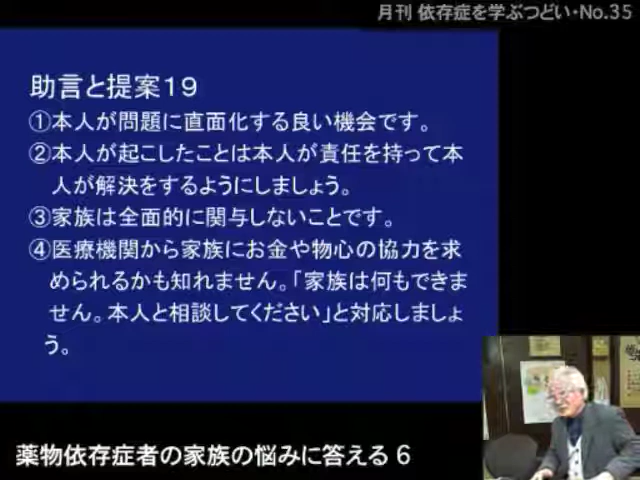 月刊 依存症を学ぶつどい・No.35
助言と提案１９
①本人が問題に直面化する良い機会です。
②本人が起こしたことは本人が責任を持って本
人が解決をするようにしましょう。
③家族は全面的に関与しないことです。
④医療機関から家族にお金や物心の協力を求
められるかも知れません。「家族は何もできま
せん。本人と相談してください」と対応しましょ
う。
薬物依存症者の家族の悩みに答える 6